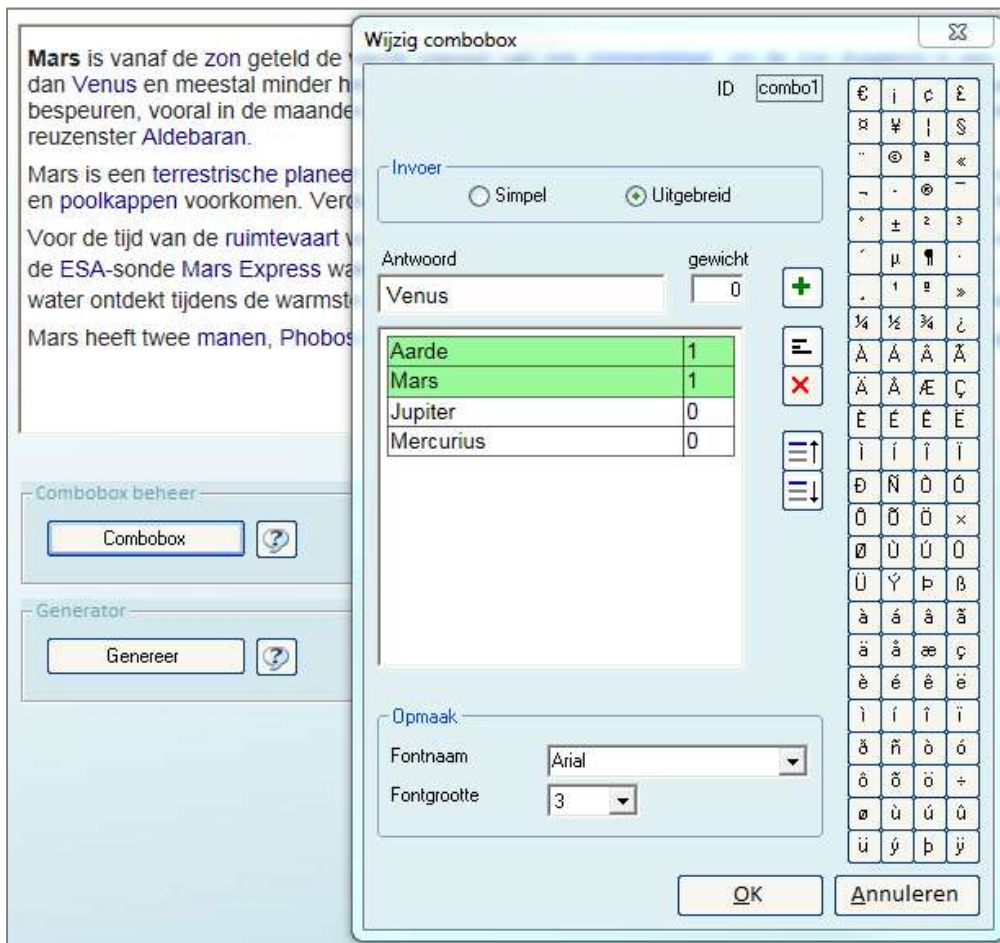 Mars is vanaf de zon geteld de
dan Venus en meestal minder h
bespeuren, vooral in de maande
reuzenster Aldebaran.
Mars is een terrestrische planee
en poolkappen voorkomen. Verd
Voor de tijd van de ruimtevaart v
de ESA-sonde Mars Express wa
water ontdekt tijdens de warmst
Mars heeft twee manen, Phobos
Combobox beheer
Combobox
Generator
Genereer
Wijzig combobox
ID combo1
Invoer
Simpel Uitgebreid
Antwoord gewicht
Venus 0
Aarde 1
Mars 1
Jupiter 0
Mercurius 0
Opmaak
Fontnaam Arial
Fontgrootte 3
OK Annuleren
€ ¡ ¢ £
¤ ¥ ¦ §
¨ © ª «
¬ · ® ¯
° ± ² ³
´ µ ¶ ·
¸ ¹ º »
¼ ½ ¾ ¿
À Á Â Ã
Ä Å Æ Ç
È É Ê Ë
Ì Í Î Ï
Ð Ñ Ò Ó
Ô Õ Ö ×
Ø Ù Ú Û
Ü Ý Þ ß
à á â ã
ä å æ ç
è é ê ë
ì í î ï
ð ñ ò ó
ô õ ö ÷
ø ù ú û
ü ý þ ÿ